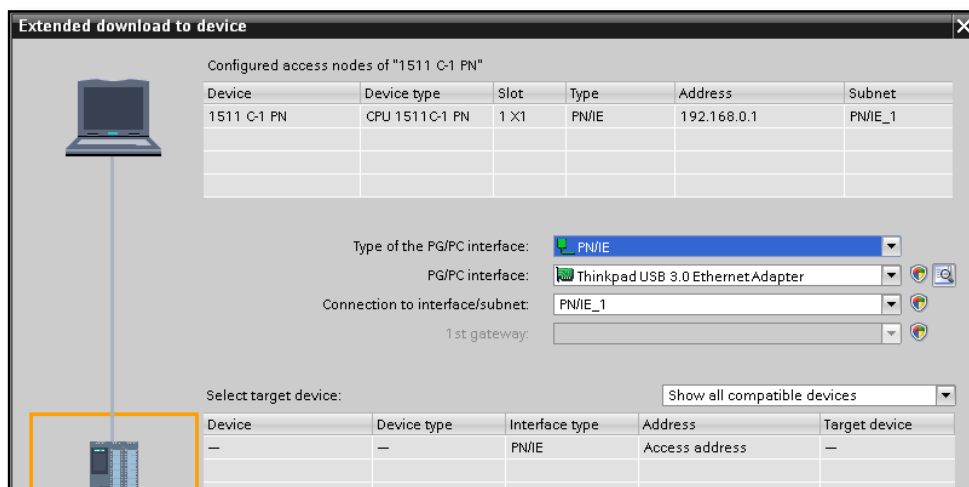 Extended download to device
Configured access nodes of "1511 C-1 PN"
Device Device type Slot Type Address Subnet
1511 C-1 PN CPU 1511C-1 PN 1 X1 PN/IE 192.168.0.1 PN/IE_1
Type of the PG/PC interface: PN/IE
PG/PC interface: Thinkpad USB 3.0 Ethernet Adapter
Connection to interface/subnet: PN/IE_1
1st gateway:
Select target device: Show all compatible devices
Device Device type Interface type Address Target device
— — PN/IE Access address —